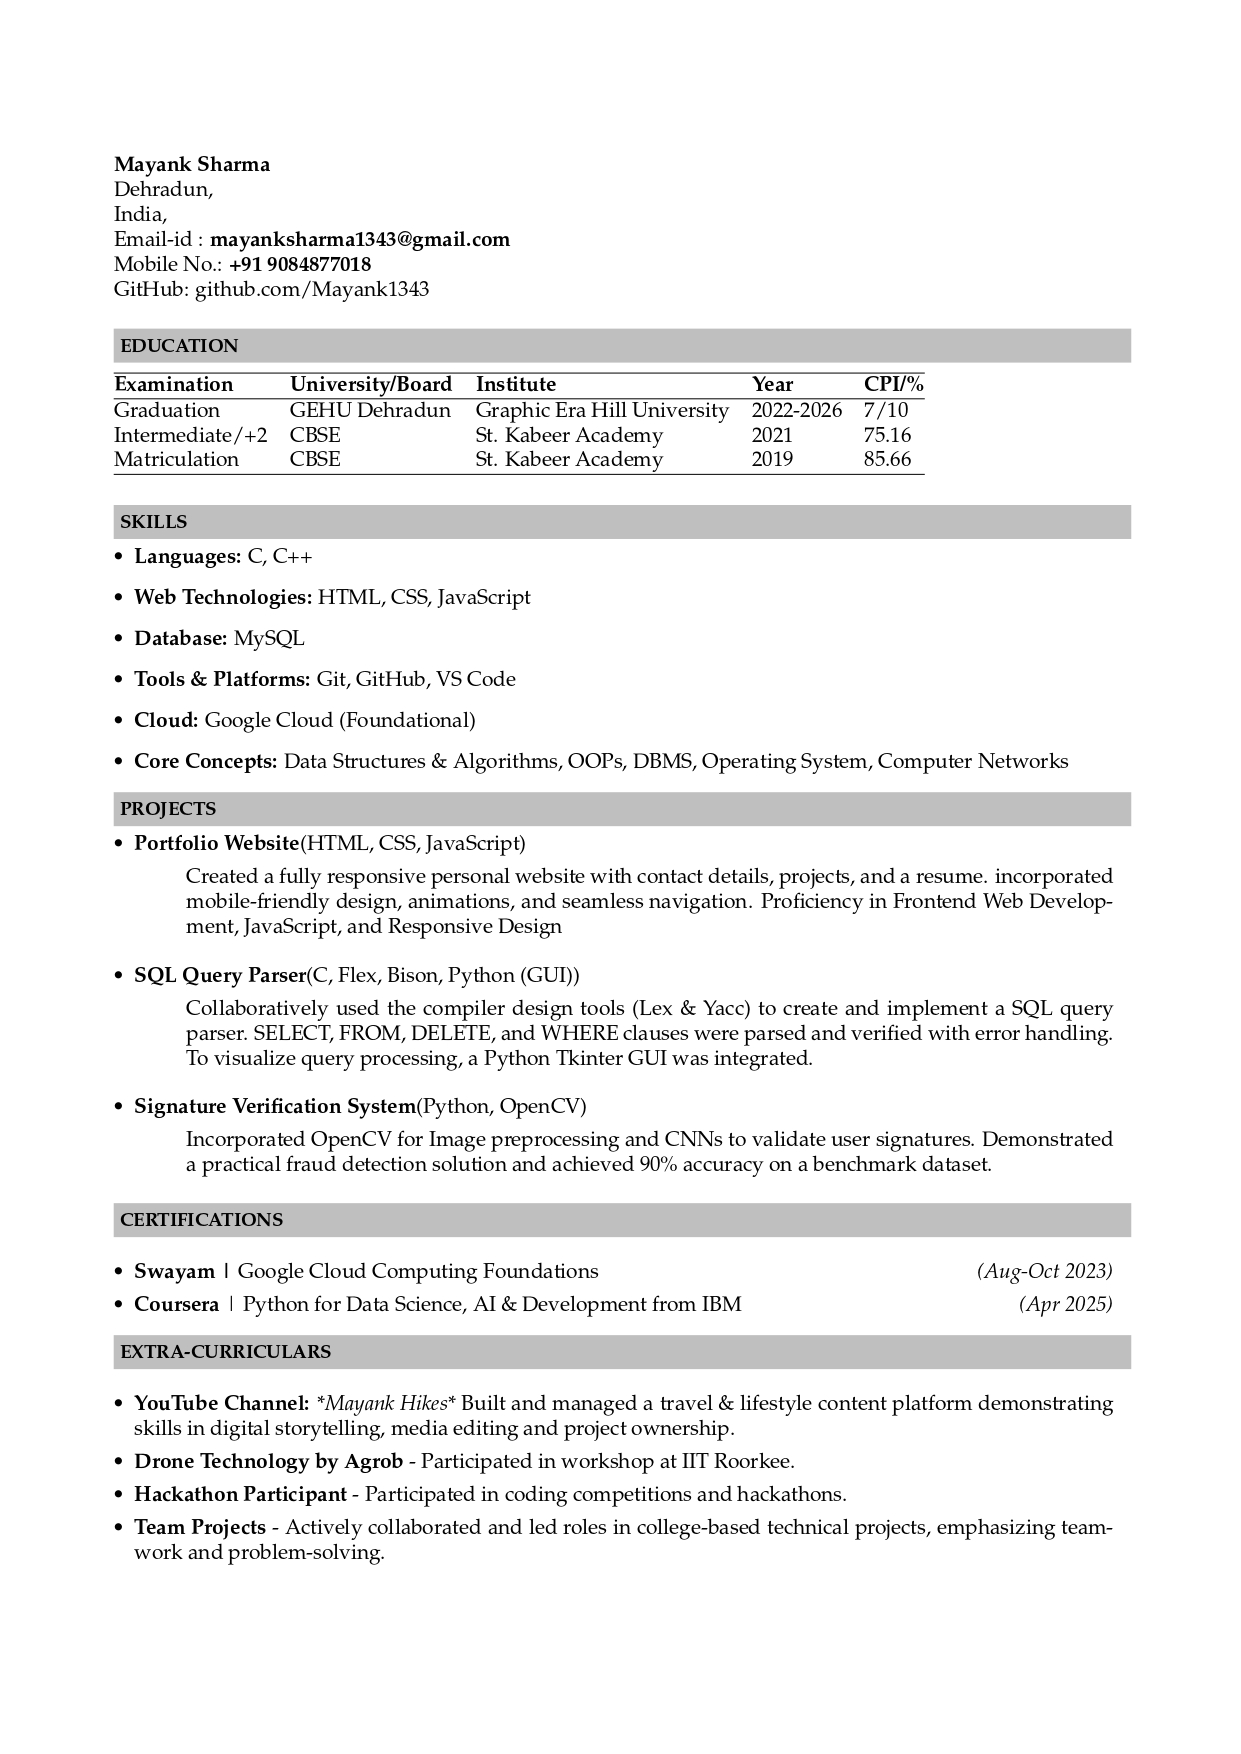 Mayank Sharma
Dehradun,
India,
Email-id : mayanksharma1343@gmail.com
Mobile No.: +91 9084877018
GitHub: github.com/Mayank1343
EDUCATION
Examination University/Board Institute Year CPI/%
Graduation GEHU Dehradun Graphic Era Hill University 2022-2026 7/10
Intermediate/+2 CBSE St. Kabeer Academy 2021 75.16
Matriculation CBSE St. Kabeer Academy 2019 85.66
SKILLS
• Languages: C, C++
• Web Technologies: HTML, CSS, JavaScript
• Database: MySQL
• Tools & Platforms: Git, GitHub, VS Code
• Cloud: Google Cloud (Foundational)
• Core Concepts: Data Structures & Algorithms, OOPs, DBMS, Operating System, Computer Networks
PROJECTS
• Portfolio Website(HTML, CSS, JavaScript)
Created a fully responsive personal website with contact details, projects, and a resume. incorporated
mobile-friendly design, animations, and seamless navigation. Proficiency in Frontend Web Develop-
ment, JavaScript, and Responsive Design
• SQL Query Parser(C, Flex, Bison, Python (GUI))
Collaboratively used the compiler design tools (Lex & Yacc) to create and implement a SQL query
parser. SELECT, FROM, DELETE, and WHERE clauses were parsed and verified with error handling.
To visualize query processing, a Python Tkinter GUI was integrated.
• Signature Verification System(Python, OpenCV)
Incorporated OpenCV for Image preprocessing and CNNs to validate user signatures. Demonstrated
a practical fraud detection solution and achieved 90% accuracy on a benchmark dataset.
CERTIFICATIONS
• Swayam | Google Cloud Computing Foundations (Aug-Oct 2023)
• Coursera | Python for Data Science, AI & Development from IBM (Apr 2025)
EXTRA-CURRICULARS
• YouTube Channel: *Mayank Hikes* Built and managed a travel & lifestyle content platform demonstrating
skills in digital storytelling, media editing and project ownership.
• Drone Technology by Agrob - Participated in workshop at IIT Roorkee.
• Hackathon Participant - Participated in coding competitions and hackathons.
• Team Projects - Actively collaborated and led roles in college-based technical projects, emphasizing team-
work and problem-solving.